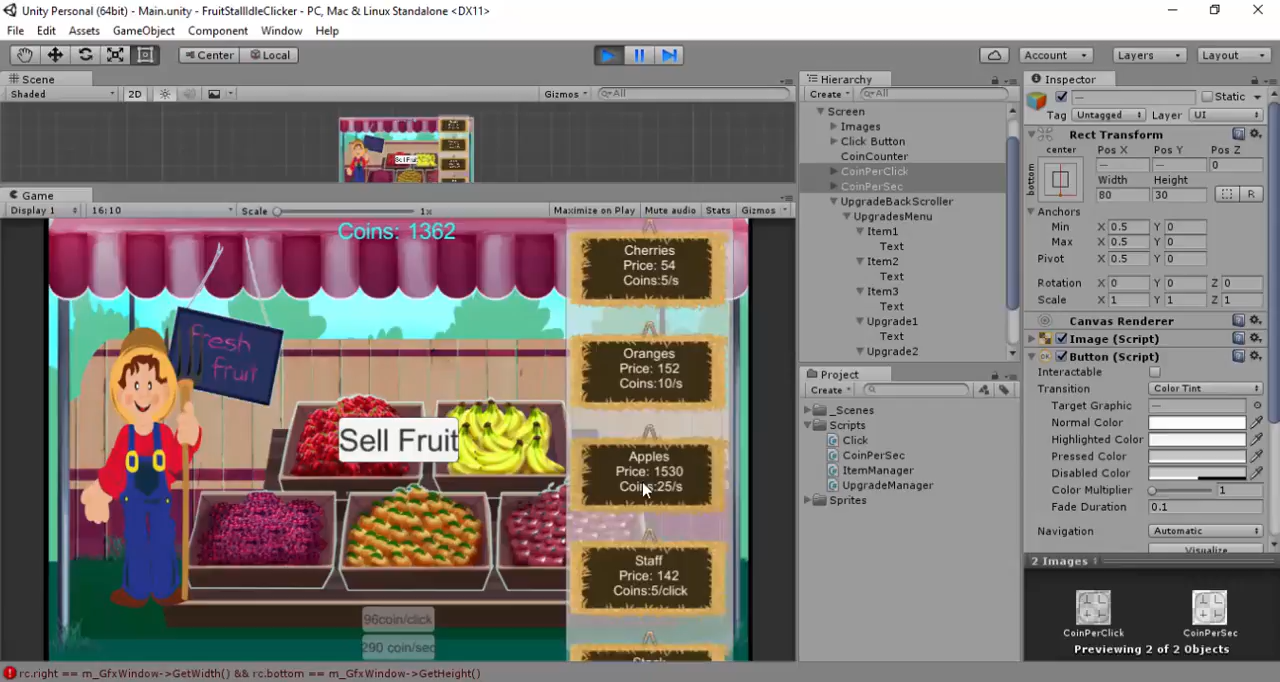 Unity Personal (64bit) - Main.unity - FruitStallIdleClicker - PC, Mac & Linux Standalone <DX11>
File Edit Assets GameObject Component Window Help
Center Local Account Layers Layout
Scene
Shaded 2D Gizmos All
Sell Fruit
Game
Display 1 16:10 Scale 1x Maximize on Play Mute audio Stats Gizmos
Coins: 1362
Fresh
fruit
Sell Fruit
96coin/click
290 coin/sec
Cherries
Price: 54
Coins:5/s
Oranges
Price: 152
Coins:10/s
Apples
Price: 1530
Coins:25/s
Staff
Price: 142
Coins:5/click
Hierarchy
Create All
Screen
Images
Click Button
CoinCounter
CoinPerClick
CoinPerSec
UpgradeBackScroller
UpgradesMenu
Item1
Text
Item2
Text
Item3
Text
Upgrade1
Text
Upgrade2
Project
Create
_Scenes
Scripts
Click
CoinPerSec
ItemManager
UpgradeManager
Sprites
Inspector
— Static
Tag Untagged Layer UI
Rect Transform
center Pos X Pos Y Pos Z
bottom — — 0
Width Height
80 30 R
Anchors
Min X 0.5 Y 0
Max X 0.5 Y 0
Pivot X 0.5 Y 0
Rotation X 0 Y 0 Z 0
Scale X 1 Y 1 Z 1
Canvas Renderer
Image (Script)
Button (Script)
Interactable
Transition Color Tint
Target Graphic —
Normal Color
Highlighted Color
Pressed Color
Disabled Color
Color Multiplier 1
Fade Duration 0.1
Navigation Automatic
Visualize
2 Images
CoinPerClick CoinPerSec
Previewing 2 of 2 Objects
rc.right == m_GfxWindow->GetWidth() && rc.bottom == m_GfxWindow->GetHeight()